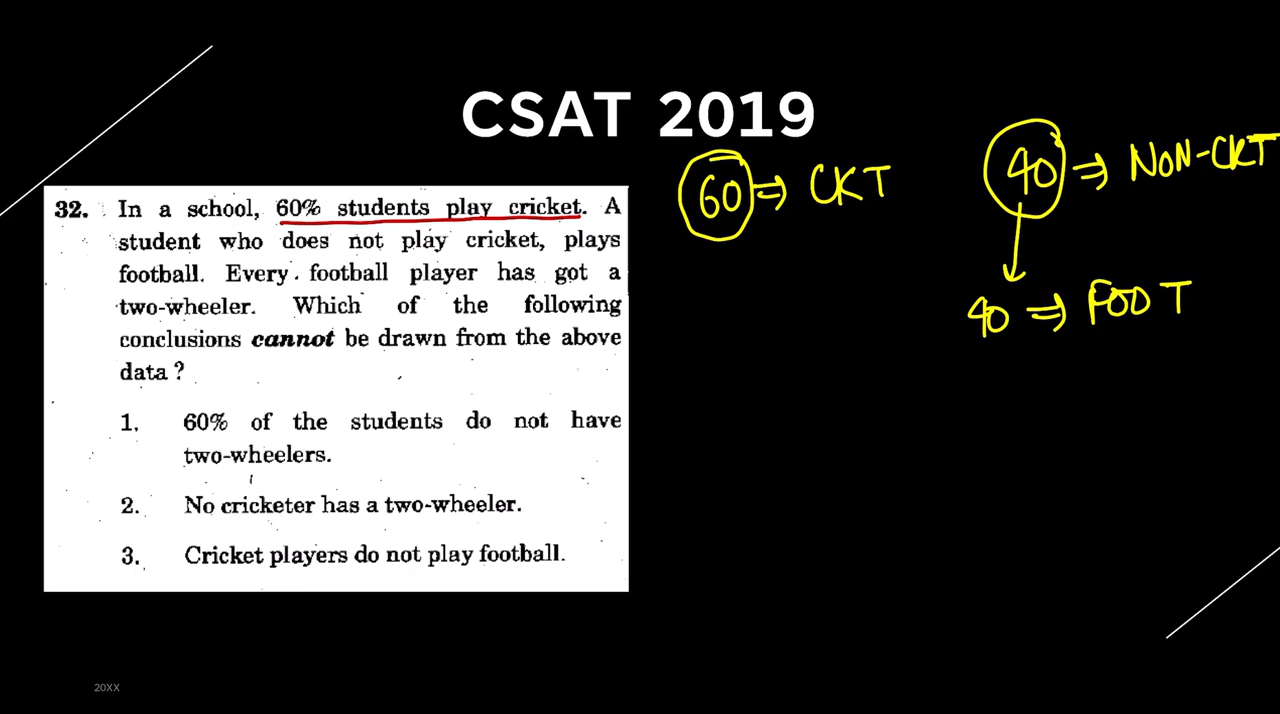 CSAT 2019
60 ⇒ CKT
40 ⇒ NON-CKT
40 ⇒ FOOT
32. In a school, 60% students play cricket. A
student who does not play cricket, plays
football. Every football player has got a
two-wheeler. Which of the following
conclusions cannot be drawn from the above
data ?
1. 60% of the students do not have
two-wheelers.
2. No cricketer has a two-wheeler.
3. Cricket players do not play football.
20XX